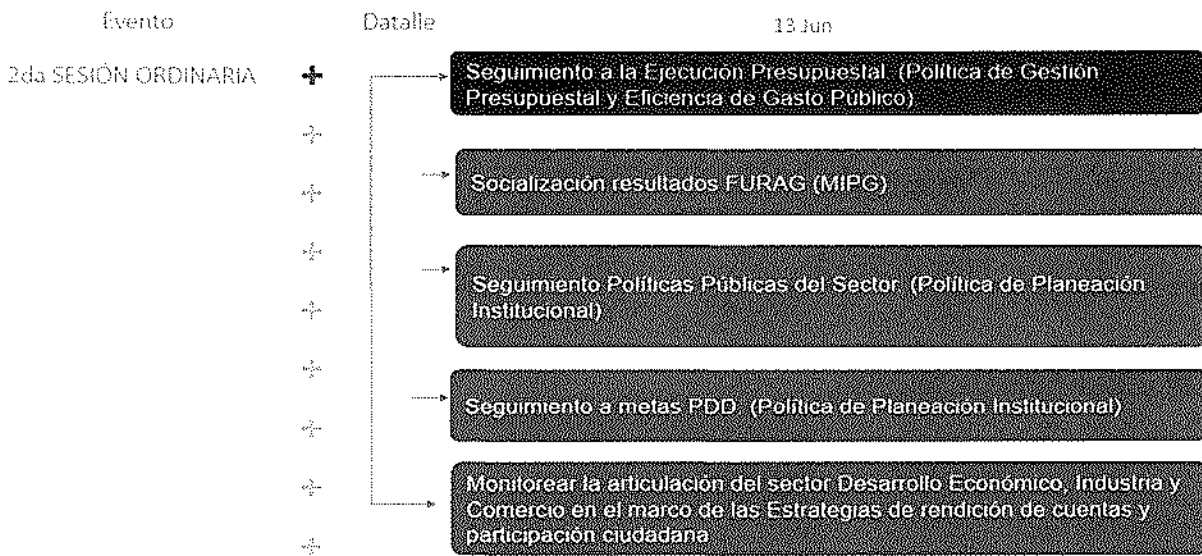 Evento
Datalle
13 Jun
2da SESIÓN ORDINARIA
Seguimiento a la Ejecución Presupuestal (Política de Gestión
Presupuestal y Eficiencia de Gasto Público)
Socialización resultados FURAG (MIPG)
Seguimiento Políticas Públicas del Sector (Política de Planeación
Institucional)
Seguimiento a metas PDD (Política de Planeación Institucional)
Monitorear la articulación del sector Desarrollo Económico, Industria y
Comercio en el marco de las Estrategias de rendición de cuentas y
participación ciudadana